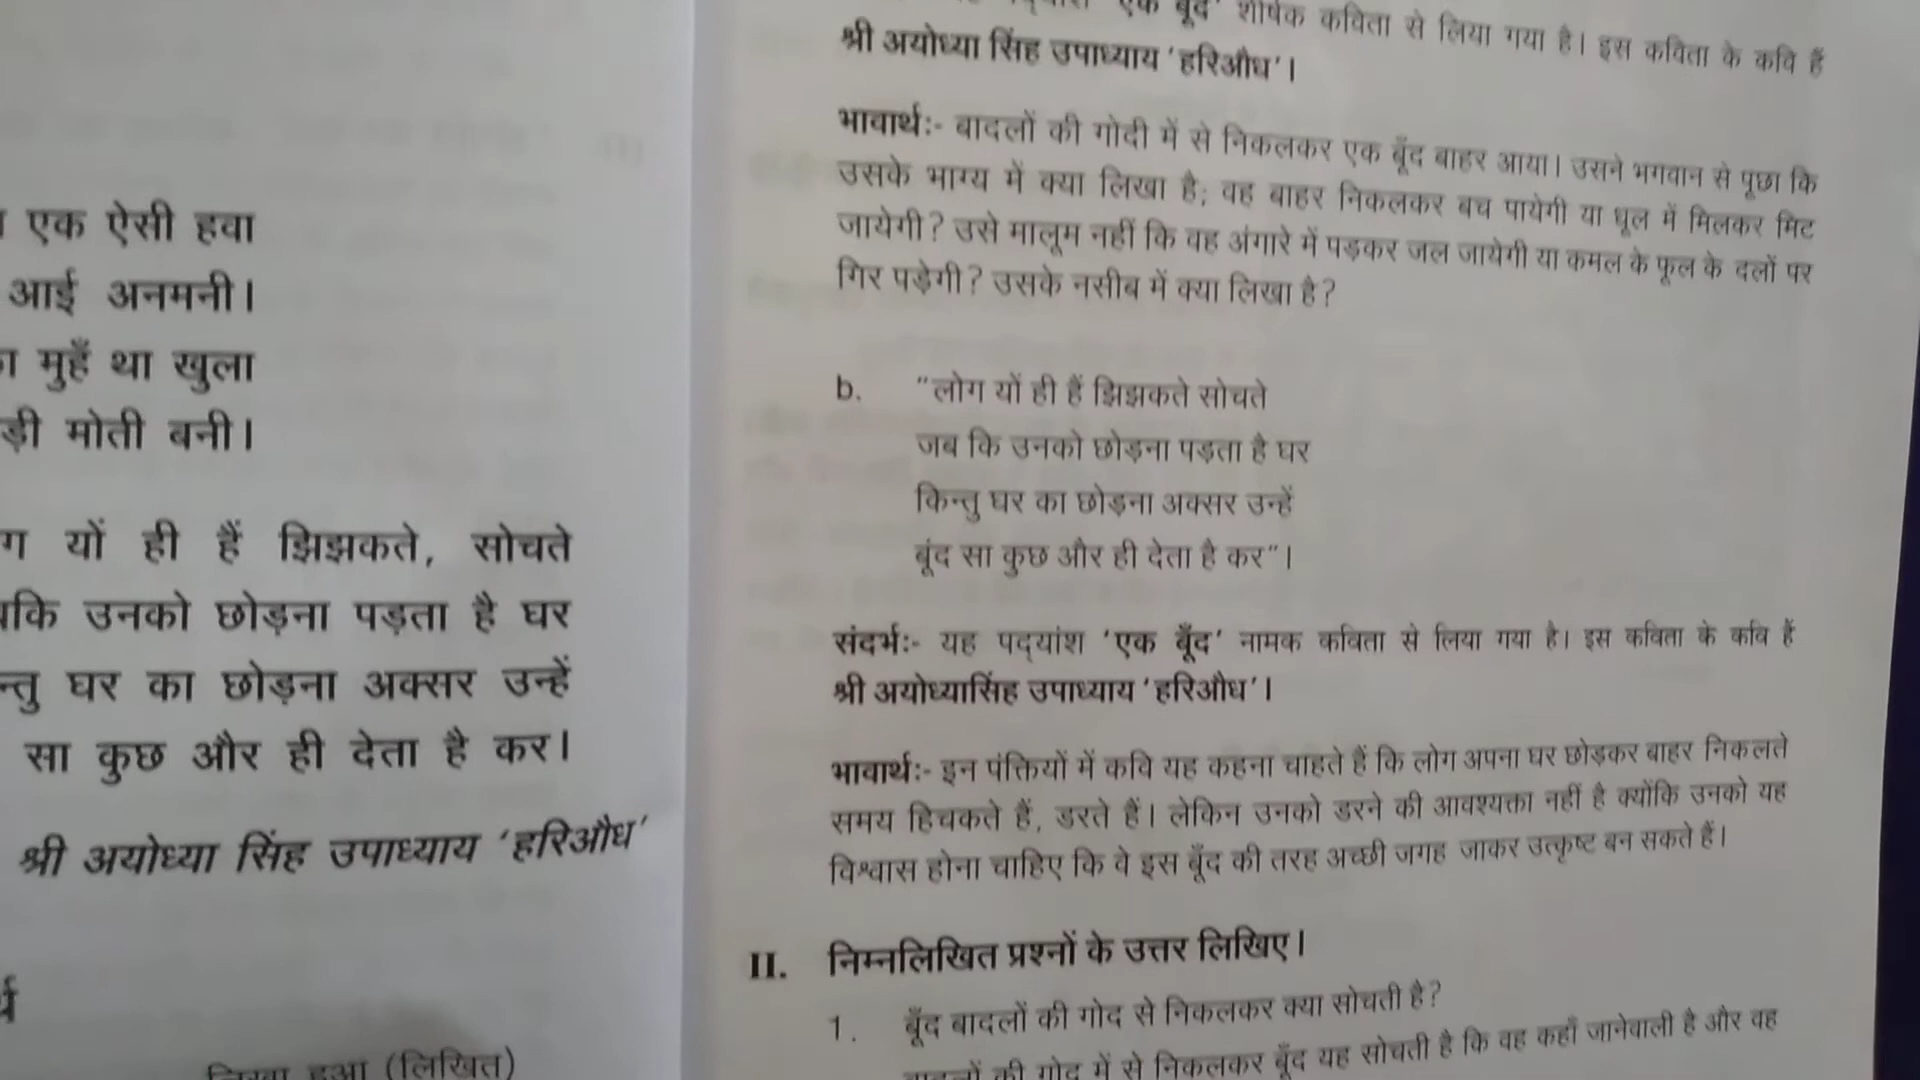 एक ऐसी हवा
आई अनमनी।
मुहँ था खुला
मोती बनी।
यों ही हैं झिझकते, सोचते
उनको छोड़ना पड़ता है घर
घर का छोड़ना अक्सर उन्हें
सा कुछ और ही देता है कर।
श्री अयोध्या सिंह उपाध्याय 'हरिऔध'
(लिखित)
'एक बूँद' शीर्षक कविता से लिया गया है। इस कविता के कवि हैं
श्री अयोध्या सिंह उपाध्याय 'हरिऔध'।
भावार्थः- बादलों की गोदी में से निकलकर एक बूँद बाहर आया। उसने भगवान से पूछा कि
उसके भाग्य में क्या लिखा है; वह बाहर निकलकर बच पायेगी या धूल में मिलकर मिट
जायेगी? उसे मालूम नहीं कि वह अंगारे में पड़कर जल जायेगी या कमल के फूल के दलों पर
गिर पड़ेगी? उसके नसीब में क्या लिखा है?
b. "लोग यों ही हैं झिझकते सोचते
जब कि उनको छोड़ना पड़ता है घर
किन्तु घर का छोड़ना अक्सर उन्हें
बूंद सा कुछ और ही देता है कर"।
संदर्भः- यह पद्‌यांश 'एक बूँद' नामक कविता से लिया गया है। इस कविता के कवि हैं
श्री अयोध्यासिंह उपाध्याय 'हरिऔध'।
भावार्थः- इन पंक्तियों में कवि यह कहना चाहते हैं कि लोग अपना घर छोड़कर बाहर निकलते
समय हिचकते हैं, डरते हैं। लेकिन उनको डरने की आवश्यक्ता नहीं है क्योंकि उनको यह
विश्वास होना चाहिए कि वे इस बूँद की तरह अच्छी जगह जाकर उत्कृष्ट बन सकते हैं।
II. निम्नलिखित प्रश्नों के उत्तर लिखिए।
1. बूँद बादलों की गोद से निकलकर क्या सोचती है?
की गोद में से निकलकर बूँद यह सोचती है कि वह कहाँ जानेवाली है और वह